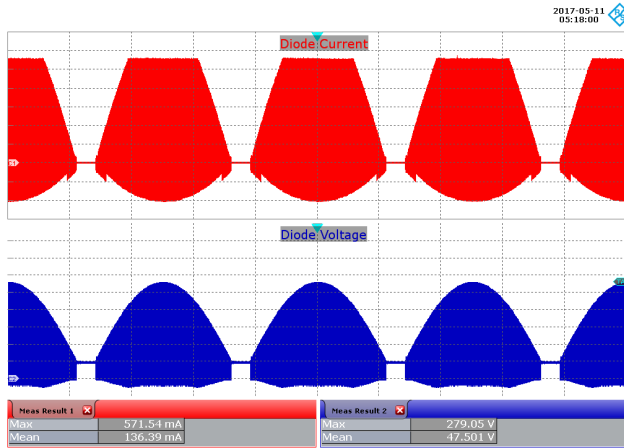 2017-05-11
05:18:00
Diode Current
Diode Voltage
Meas Result 1
Max 571.54 mA
Mean 136.39 mA
Meas Result 2
Max 279.05 V
Mean 47.501 V